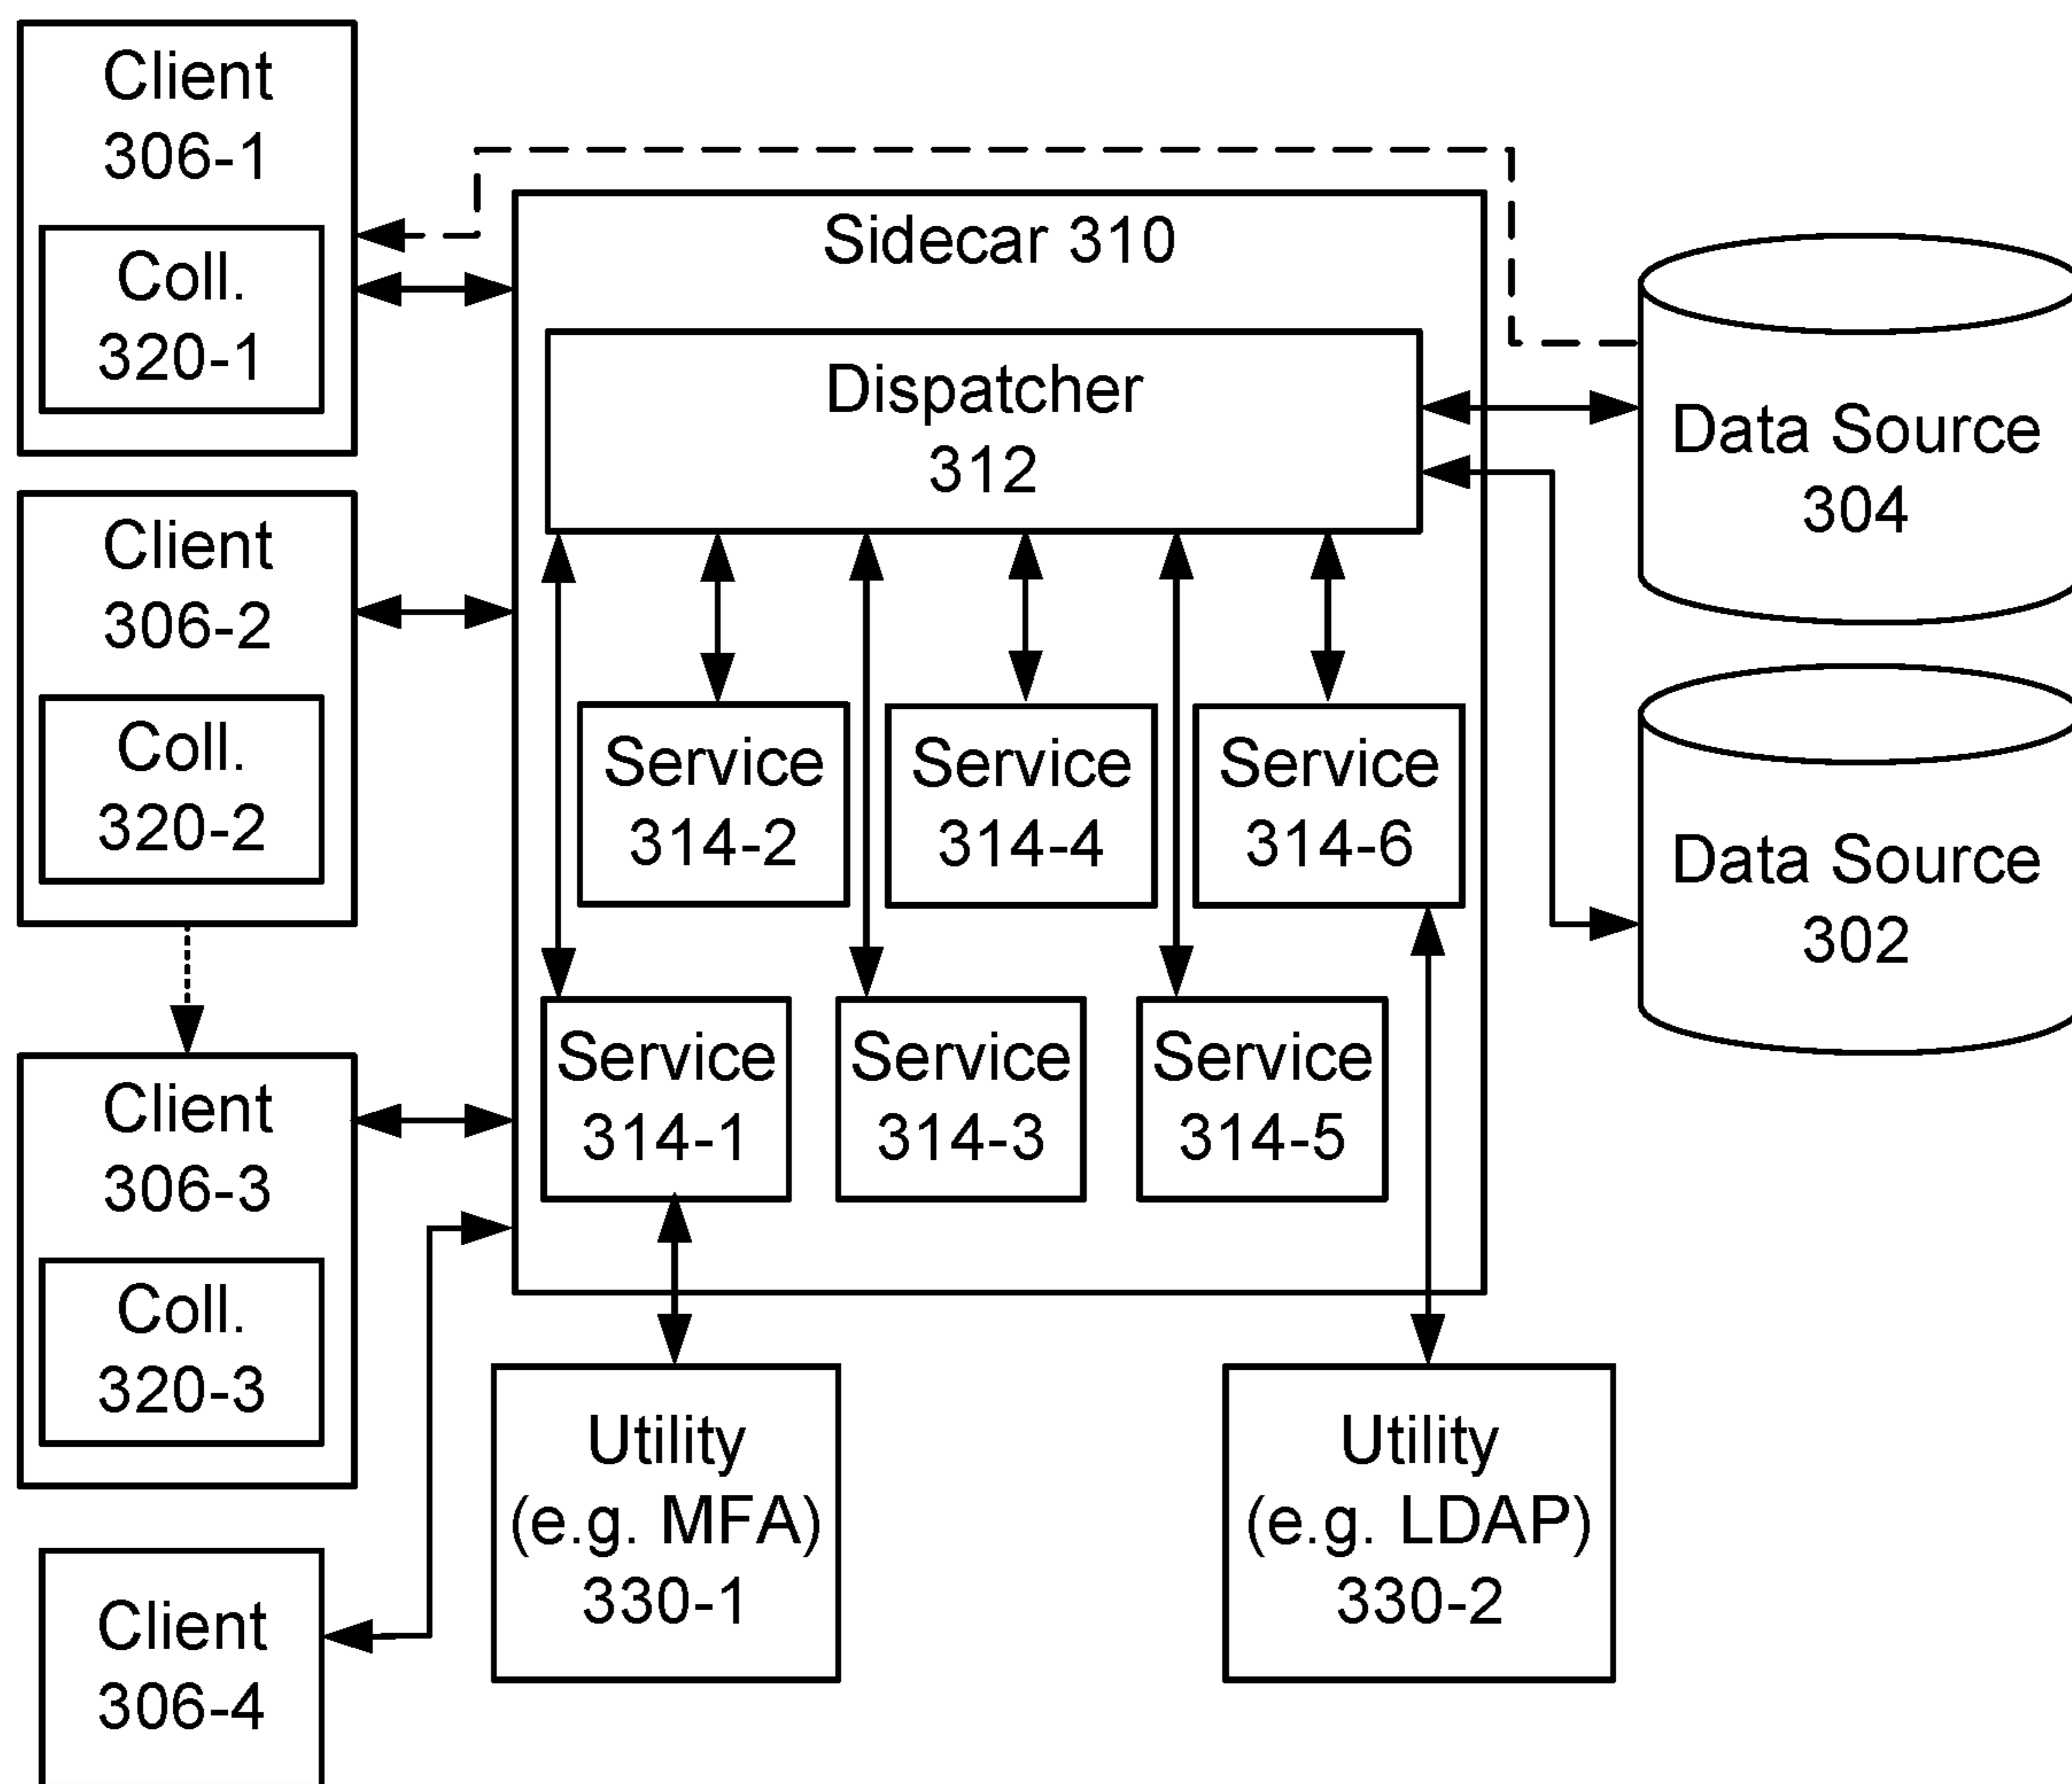 Client
306-1
Coll.
320-1
Client
306-2
Coll.
320-2
Client
306-3
Coll.
320-3
Client
306-4
Sidecar 310
Dispatcher
312
Service
314-2
Service
314-4
Service
314-6
Service
314-1
Service
314-3
Service
314-5
Utility
(e.g. MFA)
330-1
Utility
(e.g. LDAP)
330-2
Data Source
304
Data Source
302